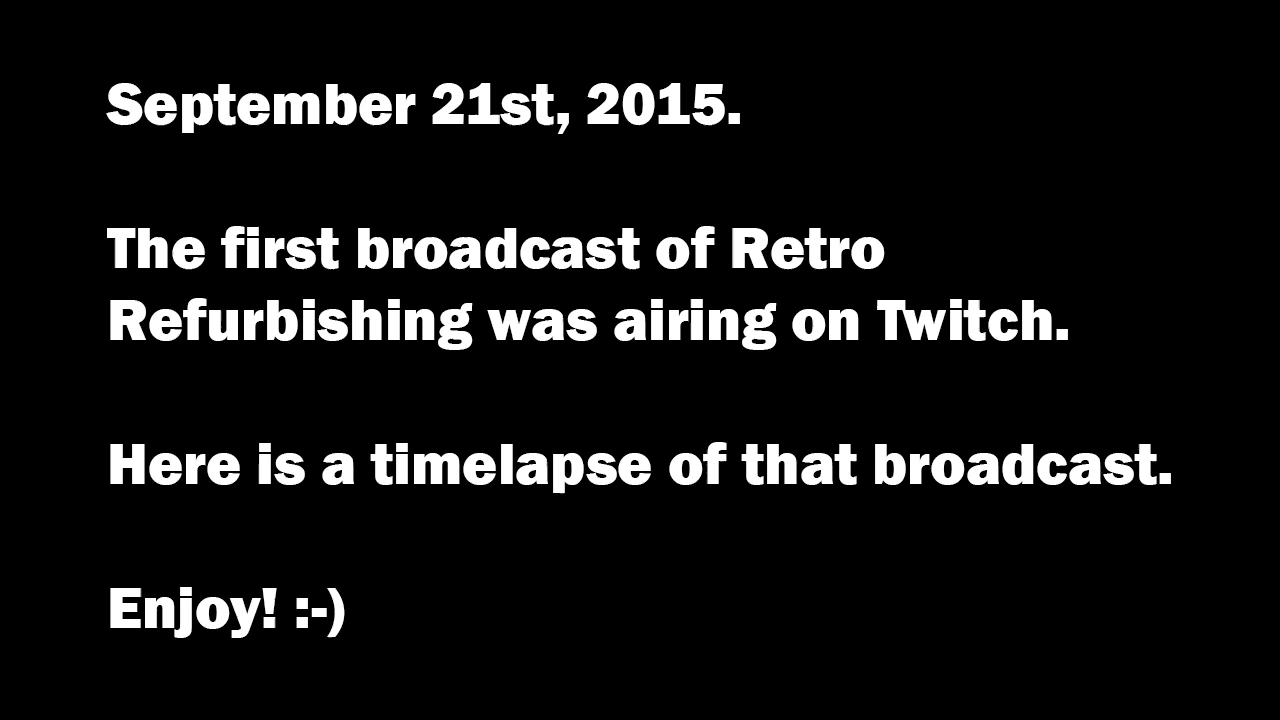 September 21st, 2015.
The first broadcast of Retro
Refurbishing was airing on Twitch.
Here is a timelapse of that broadcast.
Enjoy! :-)